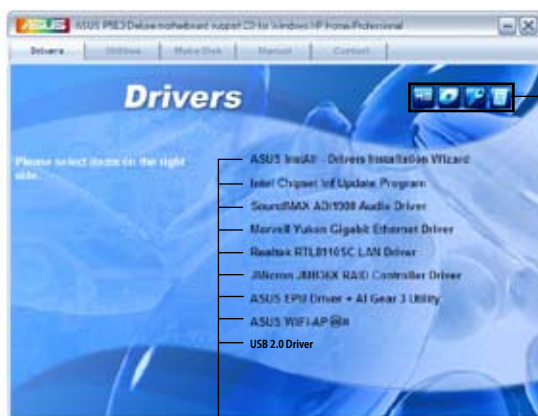 ASUS P5E3 Deluxe motherboard support CD for Windows XP Home/Professional
Drivers
Utilities
Make Disk
Manual
Contact
Drivers
Please select items on the right side.
ASUS InstAll - Drivers Installation Wizard
Intel Chipset Inf Update Program
SoundMAX ADI1988 Audio Driver
Marvell Yukon Gigabit Ethernet Driver
Realtek RTL8110SC LAN Driver
JMicron JMB36X RAID Controller Driver
ASUS EPU Driver + AI Gear 3 Utility
ASUS WiFi-AP @n
USB 2.0 Driver